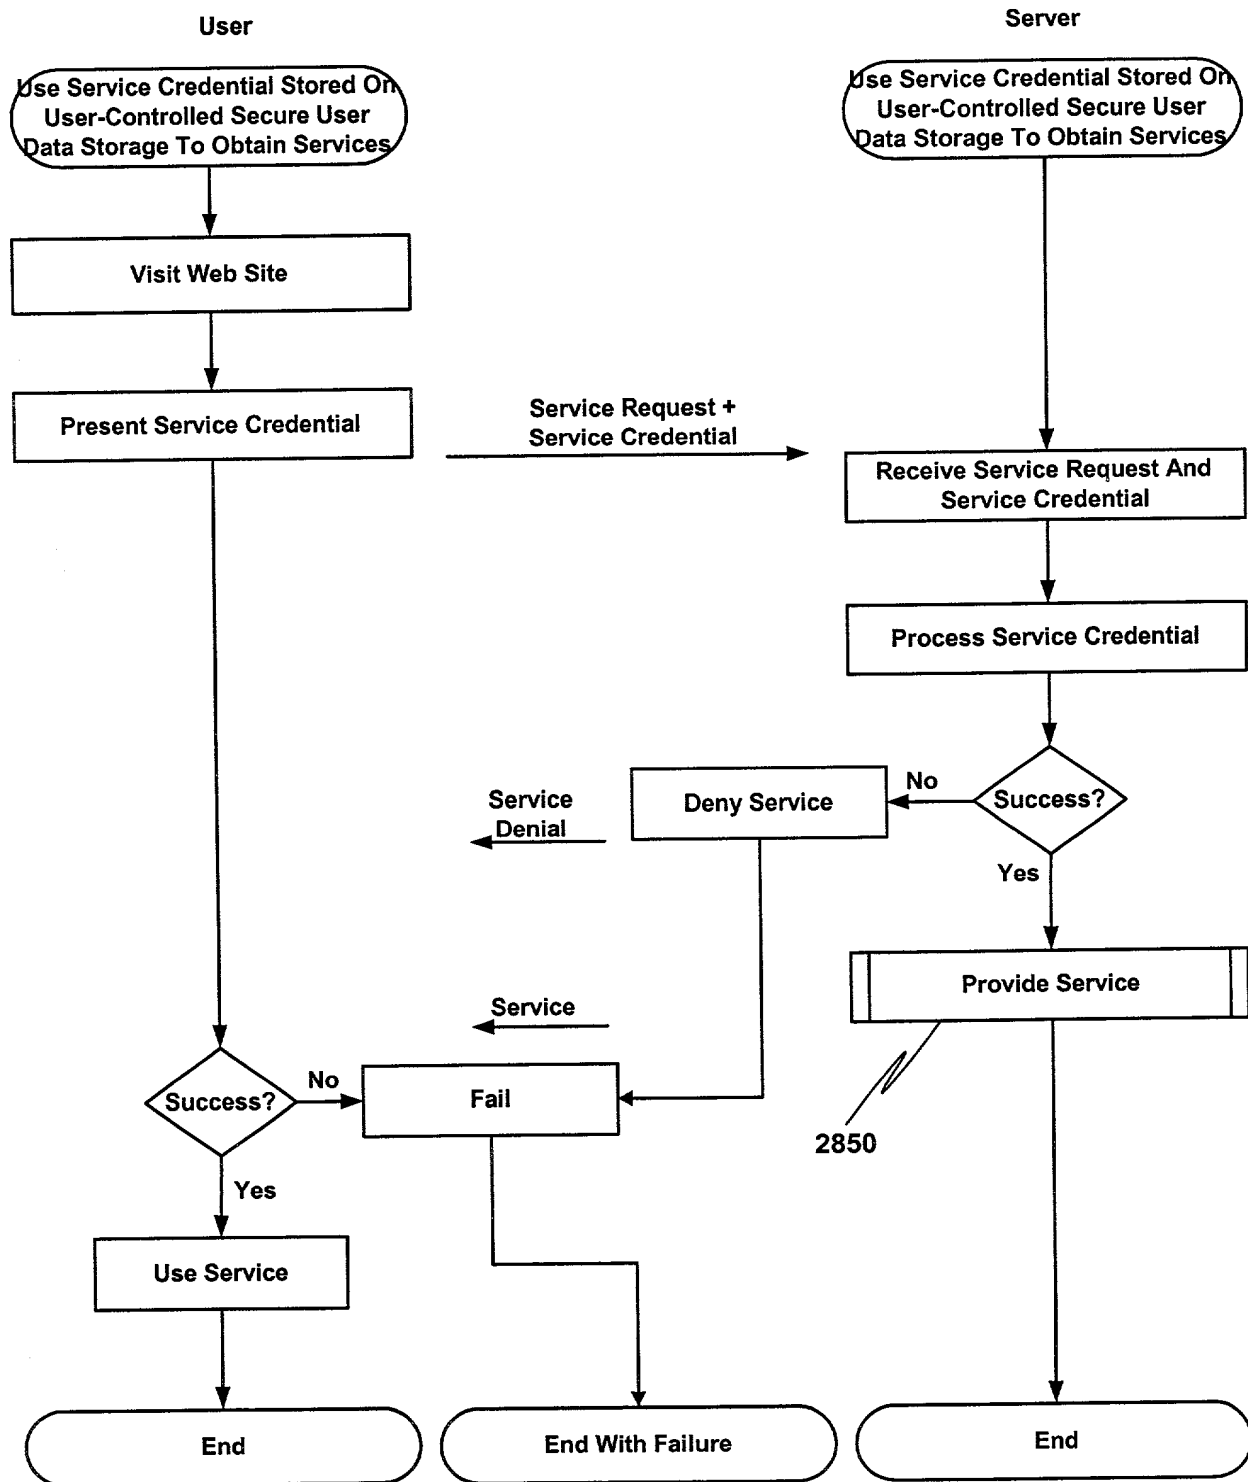 User
Server
Use Service Credential Stored On
User-Controlled Secure User
Data Storage To Obtain Services
Use Service Credential Stored On
User-Controlled Secure User
Data Storage To Obtain Services
Visit Web Site
Present Service Credential
Service Request +
Service Credential
Receive Service Request And
Service Credential
Process Service Credential
Success?
No
Deny Service
Service
Denial
Yes
Provide Service
2850
Service
Success?
No
Fail
Yes
Use Service
End
End With Failure
End